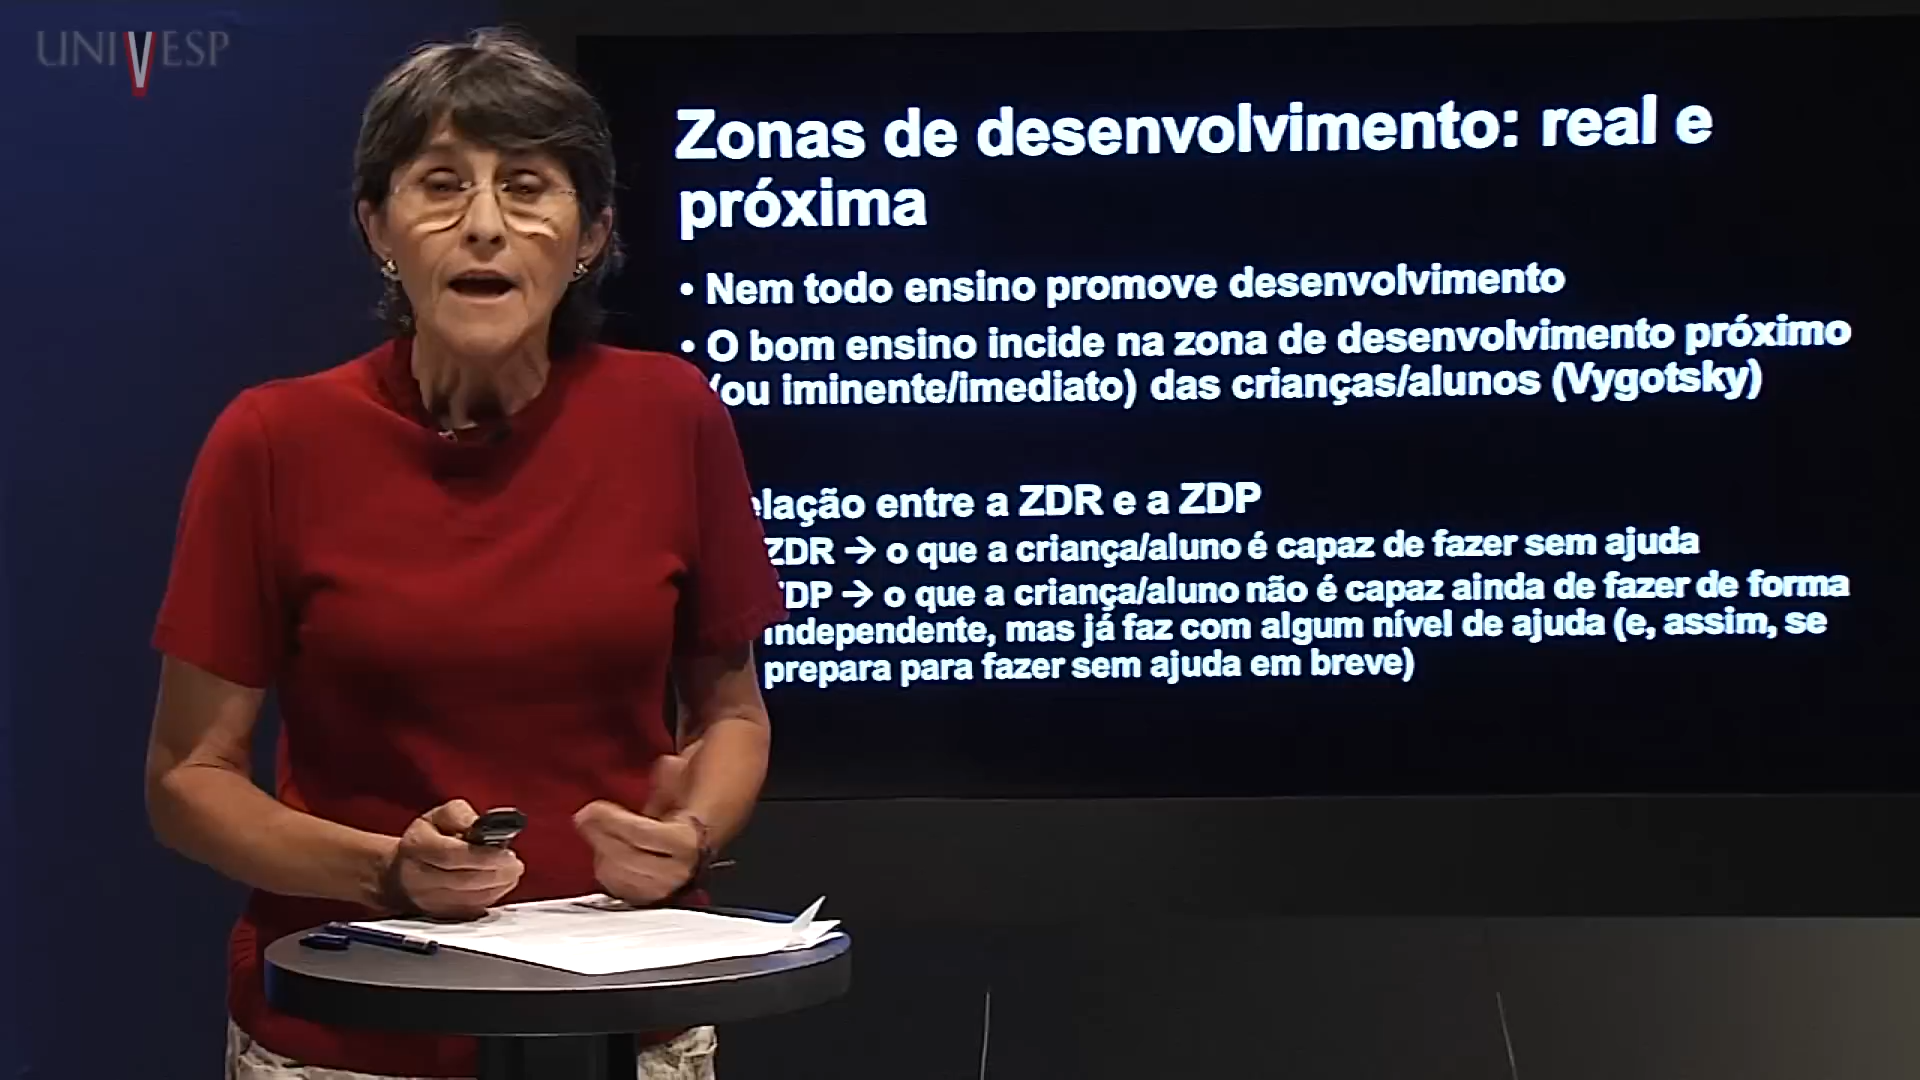 UNIVESP
Zonas de desenvolvimento: real e
próxima
• Nem todo ensino promove desenvolvimento
• O bom ensino incide na zona de desenvolvimento próximo
(ou iminente/imediato) das crianças/alunos (Vygotsky)
elação entre a ZDR e a ZDP
ZDR → o que a criança/aluno é capaz de fazer sem ajuda
ZDP → o que a criança/aluno não é capaz ainda de fazer de forma
independente, mas já faz com algum nível de ajuda (e, assim, se
prepara para fazer sem ajuda em breve)